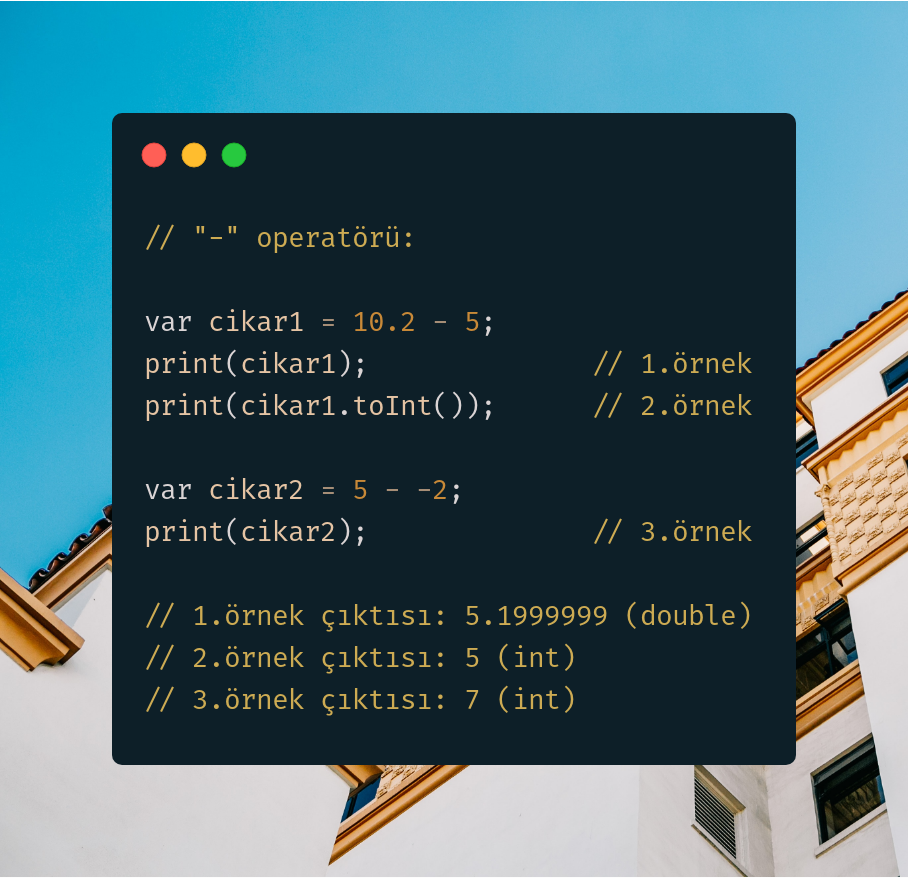 // "-" operatörü:
var cikar1 = 10.2 - 5;
print(cikar1); // 1.örnek
print(cikar1.toInt()); // 2.örnek
var cikar2 = 5 - -2;
print(cikar2); // 3.örnek
// 1.örnek çıktısı: 5.1999999 (double)
// 2.örnek çıktısı: 5 (int)
// 3.örnek çıktısı: 7 (int)